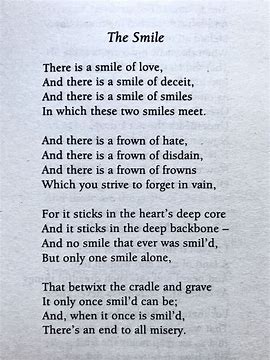 The Smile
There is a smile of love,
And there is a smile of deceit,
And there is a smile of smiles
In which these two smiles meet.
And there is a frown of hate,
And there is a frown of disdain,
And there is a frown of frowns
Which you strive to forget in vain,
For it sticks in the heart's deep core
And it sticks in the deep backbone –
And no smile that ever was smil'd,
But only one smile alone,
That betwixt the cradle and grave
It only once smil'd can be;
And, when it once is smil'd,
There's an end to all misery.